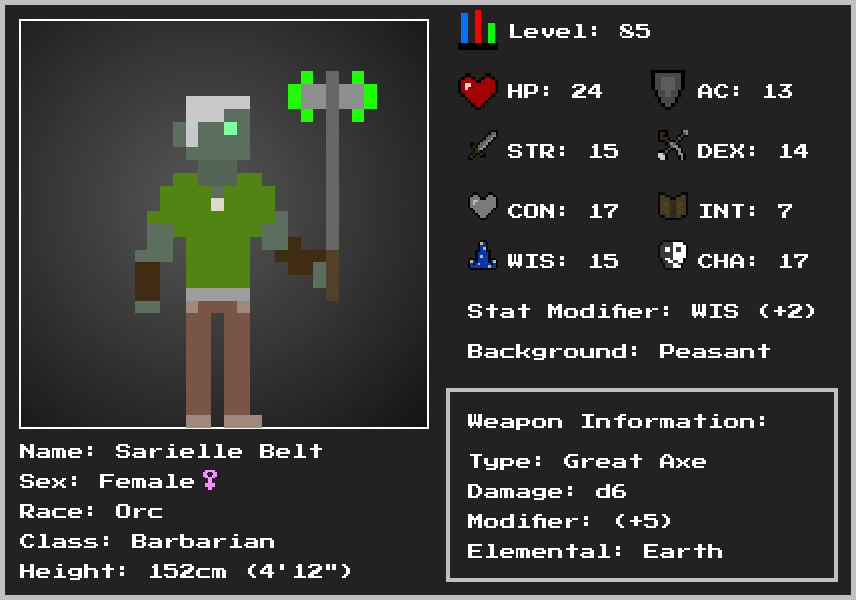 Level: 85
HP: 24 AC: 13
STR: 15 DEX: 14
CON: 17 INT: 7
WIS: 15 CHA: 17
Stat Modifier: WIS (+2)
Background: Peasant
Weapon Information:
Type: Great Axe
Damage: d6
Modifier: (+5)
Elemental: Earth
Name: Sarielle Belt
Sex: Female♀
Race: Orc
Class: Barbarian
Height: 152cm (4'12")